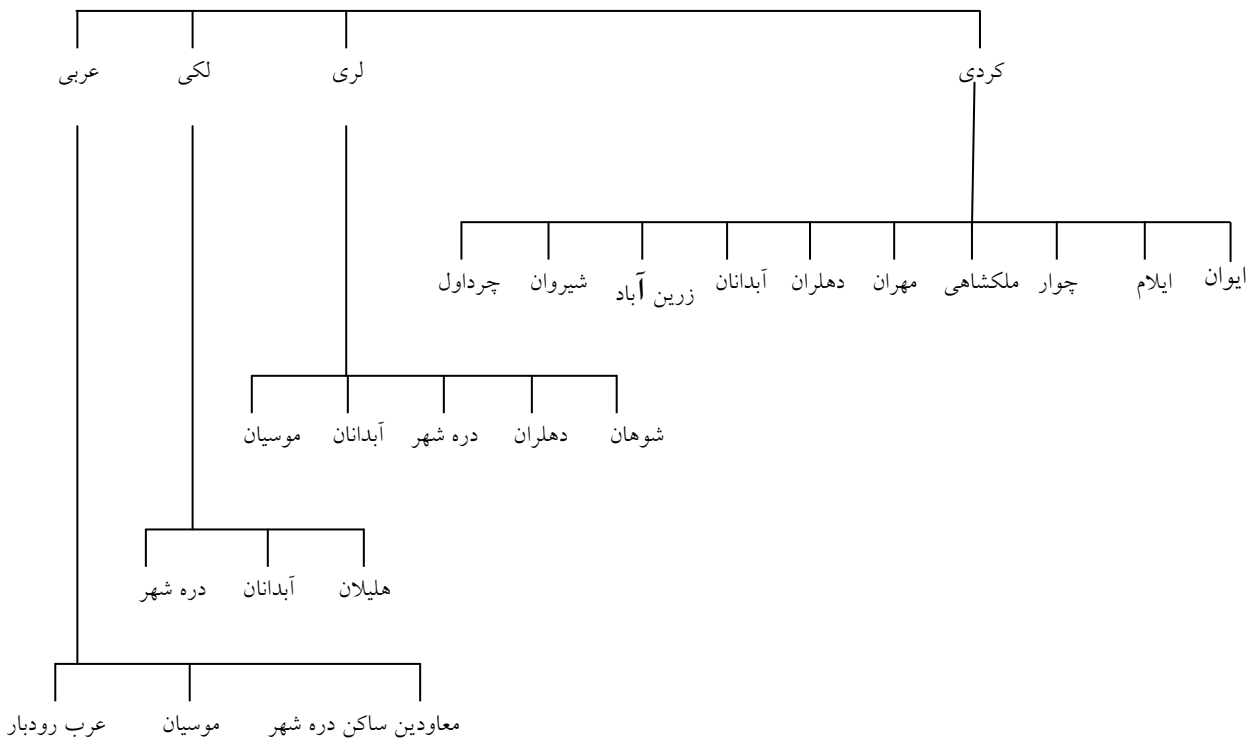 کردی لری لکی عربی
ایوان ایلام چوار ملکشاهی مهران دهلران آبدانان زرین آباد شیروان چرداول
شوهان دهلران دره شهر آبدانان موسیان
هلیلان آبدانان دره شهر
معاودین ساکن دره شهر موسیان عرب رودبار